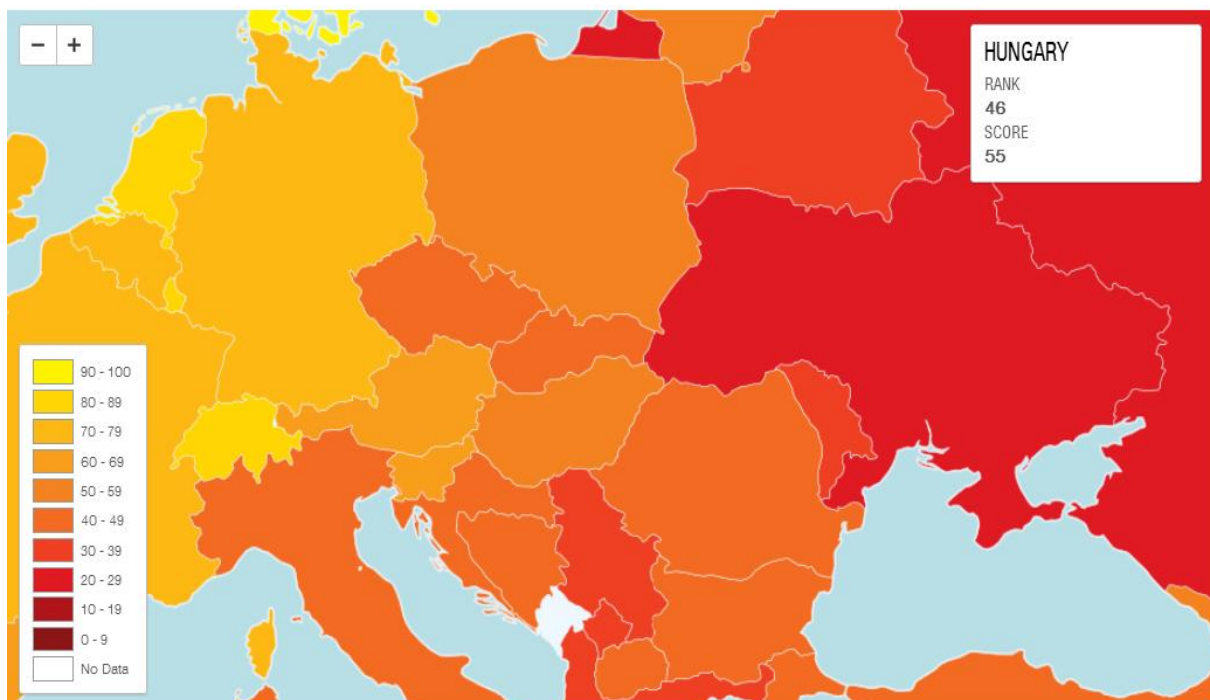 − +
HUNGARY
RANK
46
SCORE
55
90 - 100
80 - 89
70 - 79
60 - 69
50 - 59
40 - 49
30 - 39
20 - 29
10 - 19
0 - 9
No Data